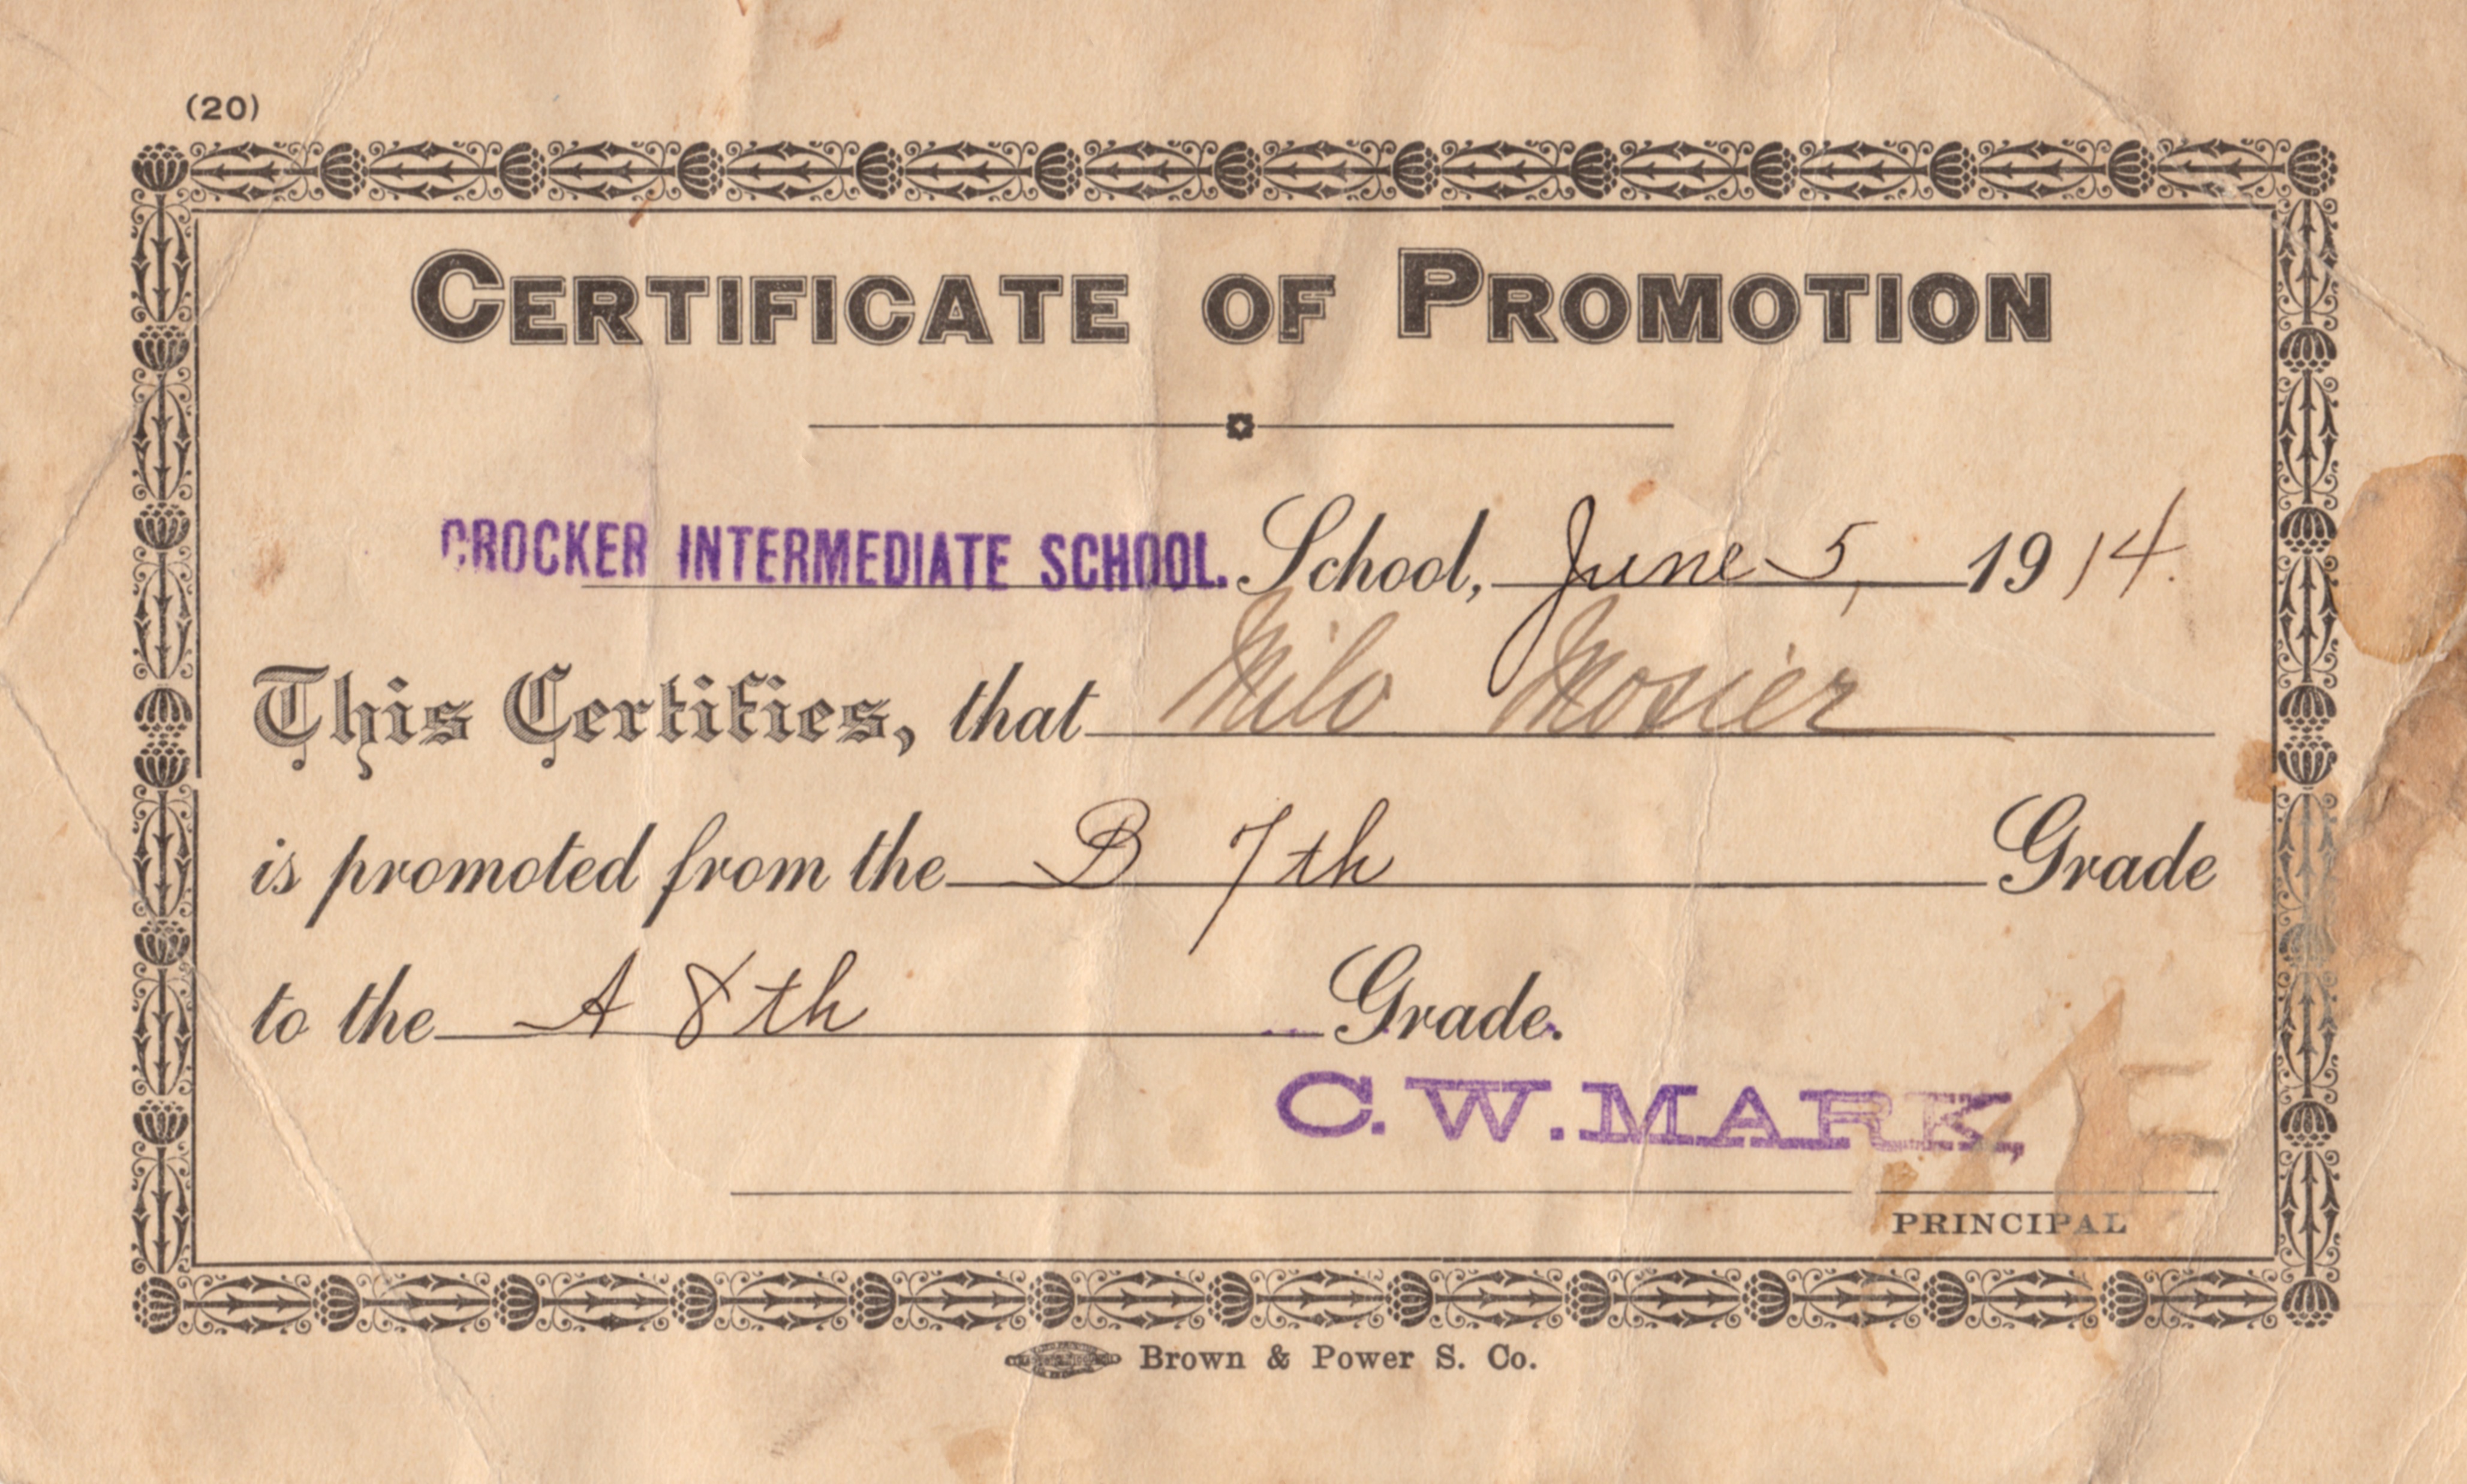 (20)
CERTIFICATE OF PROMOTION
CROCKER INTERMEDIATE SCHOOL. School, June 5, 1914.
This Certifies, that Milo Mosier
is promoted from the B 7th Grade
to the A 8th Grade.
C. W. MARK,
PRINCIPAL
Brown & Power S. Co.